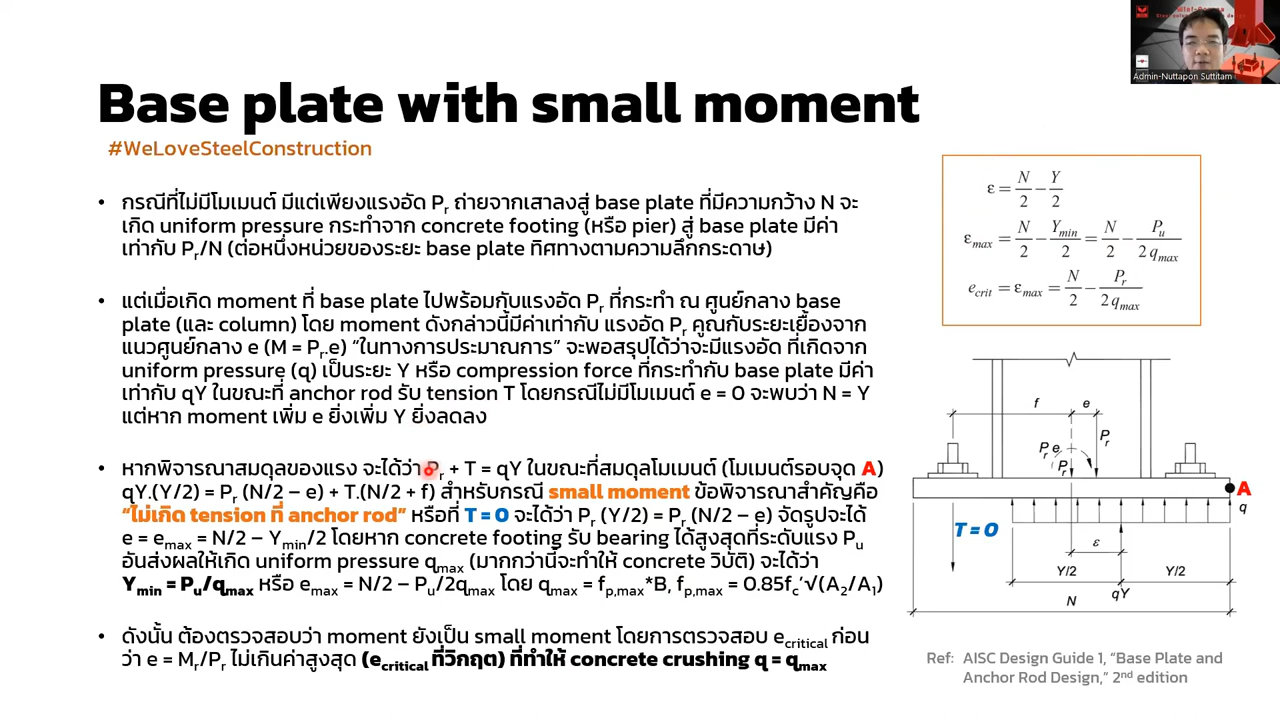 Admin-Nuttapon Suttitam
Base plate with small moment
#WeLoveSteelConstruction
• กรณีที่ไม่มีโมเมนต์ มีแต่เพียงแรงอัด Pr ถ่ายจากเสาลงสู่ base plate ที่มีความกว้าง N จะ
เกิด uniform pressure กระทำจาก concrete footing (หรือ pier) สู่ base plate มีค่า
เท่ากับ Pr/N (ต่อหนึ่งหน่วยของระยะ base plate ทิศทางตามความลึกกระดาษ)
• แต่เมื่อเกิด moment ที่ base plate ไปพร้อมกับแรงอัด Pr ที่กระทำ ณ ศูนย์กลาง base
plate (และ column) โดย moment ดังกล่าวนี้มีค่าเท่ากับ แรงอัด Pr คูณกับระยะเยื้องจาก
แนวศูนย์กลาง e (M = Pr.e) “ในทางการประมาณการ” จะพอสรุปได้ว่าจะมีแรงอัด ที่เกิดจาก
uniform pressure (q) เป็นระยะ Y หรือ compression force ที่กระทำกับ base plate มีค่า
เท่ากับ qY ในขณะที่ anchor rod รับ tension T โดยกรณีไม่มีโมเมนต์ e = 0 จะพบว่า N = Y
แต่หาก moment เพิ่ม e ยิ่งเพิ่ม Y ยิ่งลดลง
• หากพิจารณาสมดุลของแรง จะได้ว่า Pr + T = qY ในขณะที่สมดุลโมเมนต์ (โมเมนต์รอบจุด A)
qY.(Y/2) = Pr (N/2 – e) + T.(N/2 + f) สำหรับกรณี small moment ข้อพิจารณาสำคัญคือ
“ไม่เกิด tension ที่ anchor rod” หรือที่ T = 0 จะได้ว่า Pr (Y/2) = Pr (N/2 – e) จัดรูปจะได้
e = emax = N/2 – Ymin/2 โดยหาก concrete footing รับ bearing ได้สูงสุดที่ระดับแรง Pu
อันส่งผลให้เกิด uniform pressure qmax (มากกว่านี้จะทำให้ concrete วิบัติ) จะได้ว่า
Ymin = Pu/qmax หรือ emax = N/2 – Pu/2qmax โดย qmax = fp,max*B, fp,max = 0.85fc’√(A2/A1)
• ดังนั้น ต้องตรวจสอบว่า moment ยังเป็น small moment โดยการตรวจสอบ ecritical ก่อน
ว่า e = Mr/Pr ไม่เกินค่าสูงสุด (ecritical ที่วิกฤต) ที่ทำให้ concrete crushing q = qmax
ε = N/2 − Y/2
εmax = N/2 − Ymin/2 = N/2 − Pu/2qmax
ecrit = εmax = N/2 − Pr/2qmax
f e
Pr
Pr e
Pr
A
q
T = 0
ε
Y/2 Y/2
qY
N
Ref: AISC Design Guide 1, “Base Plate and
Anchor Rod Design,” 2nd edition